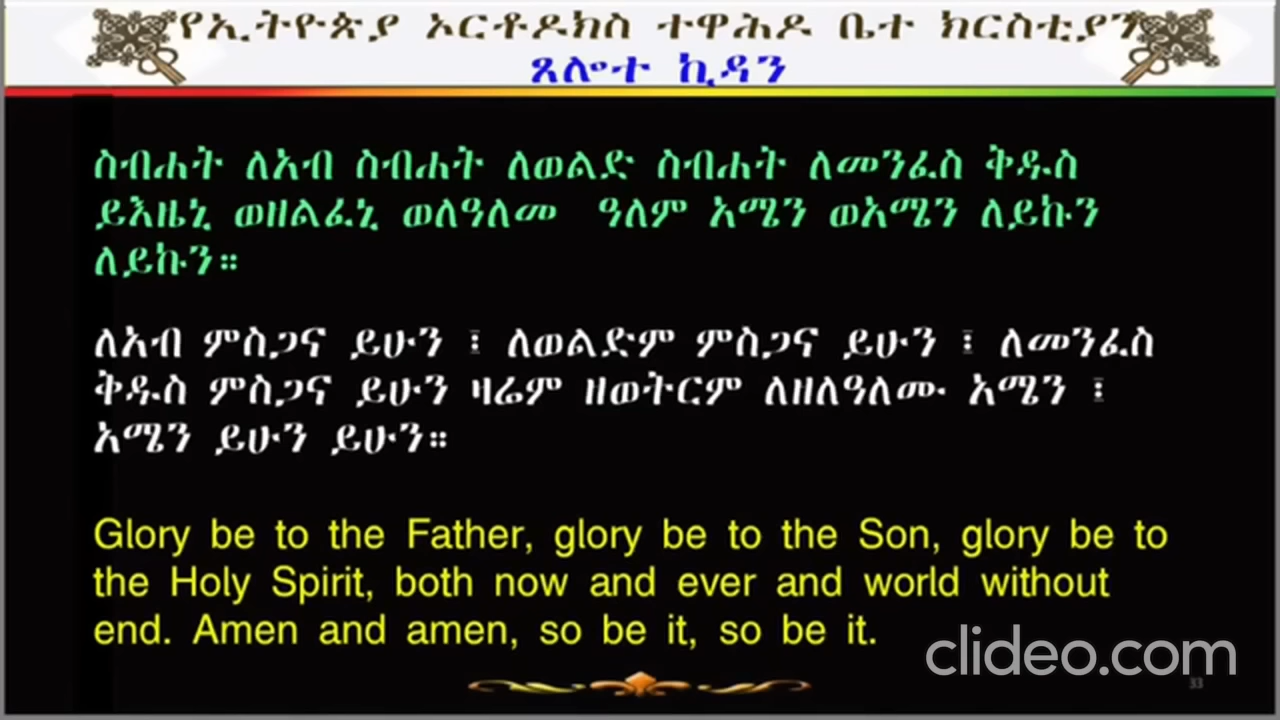 የኢትዮጵያ ኦርቶዶክስ ተዋሕዶ ቤተ ክርስቲያን
ጸሎተ ኪዳን
ስብሐት ለአብ ስብሐት ለወልድ ስብሐት ለመንፈስ ቅዱስ
ይእዜኒ ወዘልፈኒ ወለዓለመ ዓለም አሜን ወአሜን ለይኩን
ለይኩን።
ለአብ ምስጋና ይሁን ፤ ለወልድም ምስጋና ይሁን ፤ ለመንፈስ
ቅዱስ ምስጋና ይሁን ዛሬም ዘወትርም ለዘለዓለሙ አሜን ፤
አሜን ይሁን ይሁን።
Glory be to the Father, glory be to the Son, glory be to
the Holy Spirit, both now and ever and world without
end. Amen and amen, so be it, so be it.
clideo.com
33